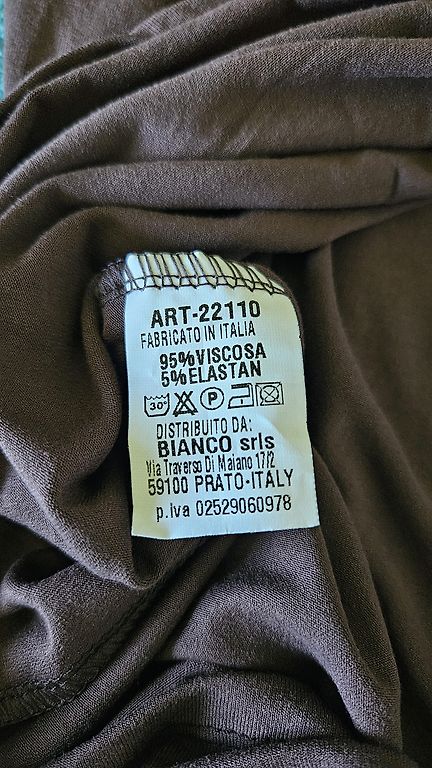 ART-22110
FABRICATO IN ITALIA
95%VISCOSA
5%ELASTAN
30° P
DISTRIBUITO DA:
BIANCO srls
Via Traverso Di Maiano 17/2
59100 PRATO-ITALY
p.Iva 02529060978